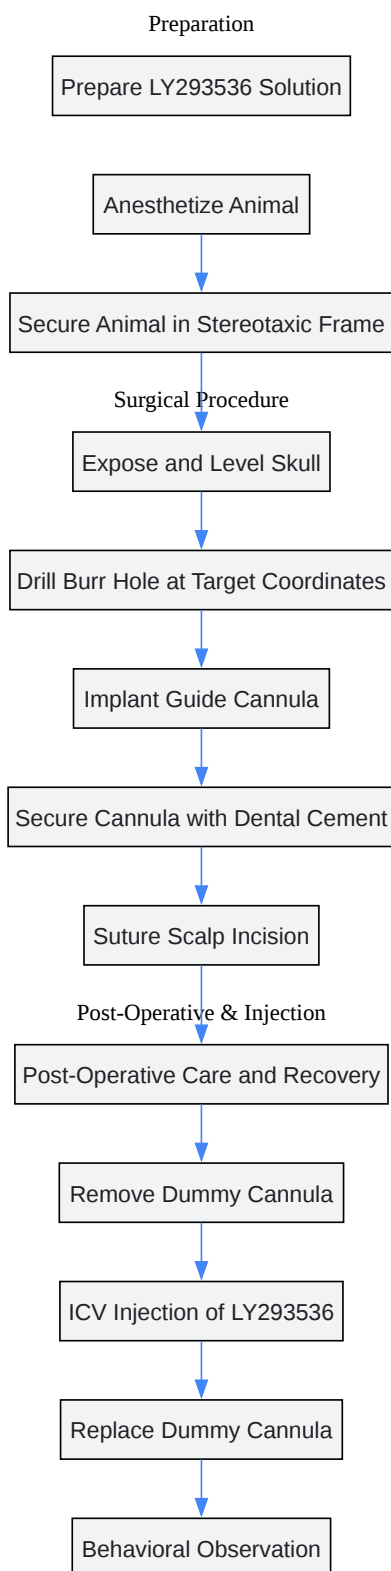 Preparation
Prepare LY293536 Solution
Anesthetize Animal
Secure Animal in Stereotaxic Frame
Surgical Procedure
Expose and Level Skull
Drill Burr Hole at Target Coordinates
Implant Guide Cannula
Secure Cannula with Dental Cement
Suture Scalp Incision
Post-Operative & Injection
Post-Operative Care and Recovery
Remove Dummy Cannula
ICV Injection of LY293536
Replace Dummy Cannula
Behavioral Observation